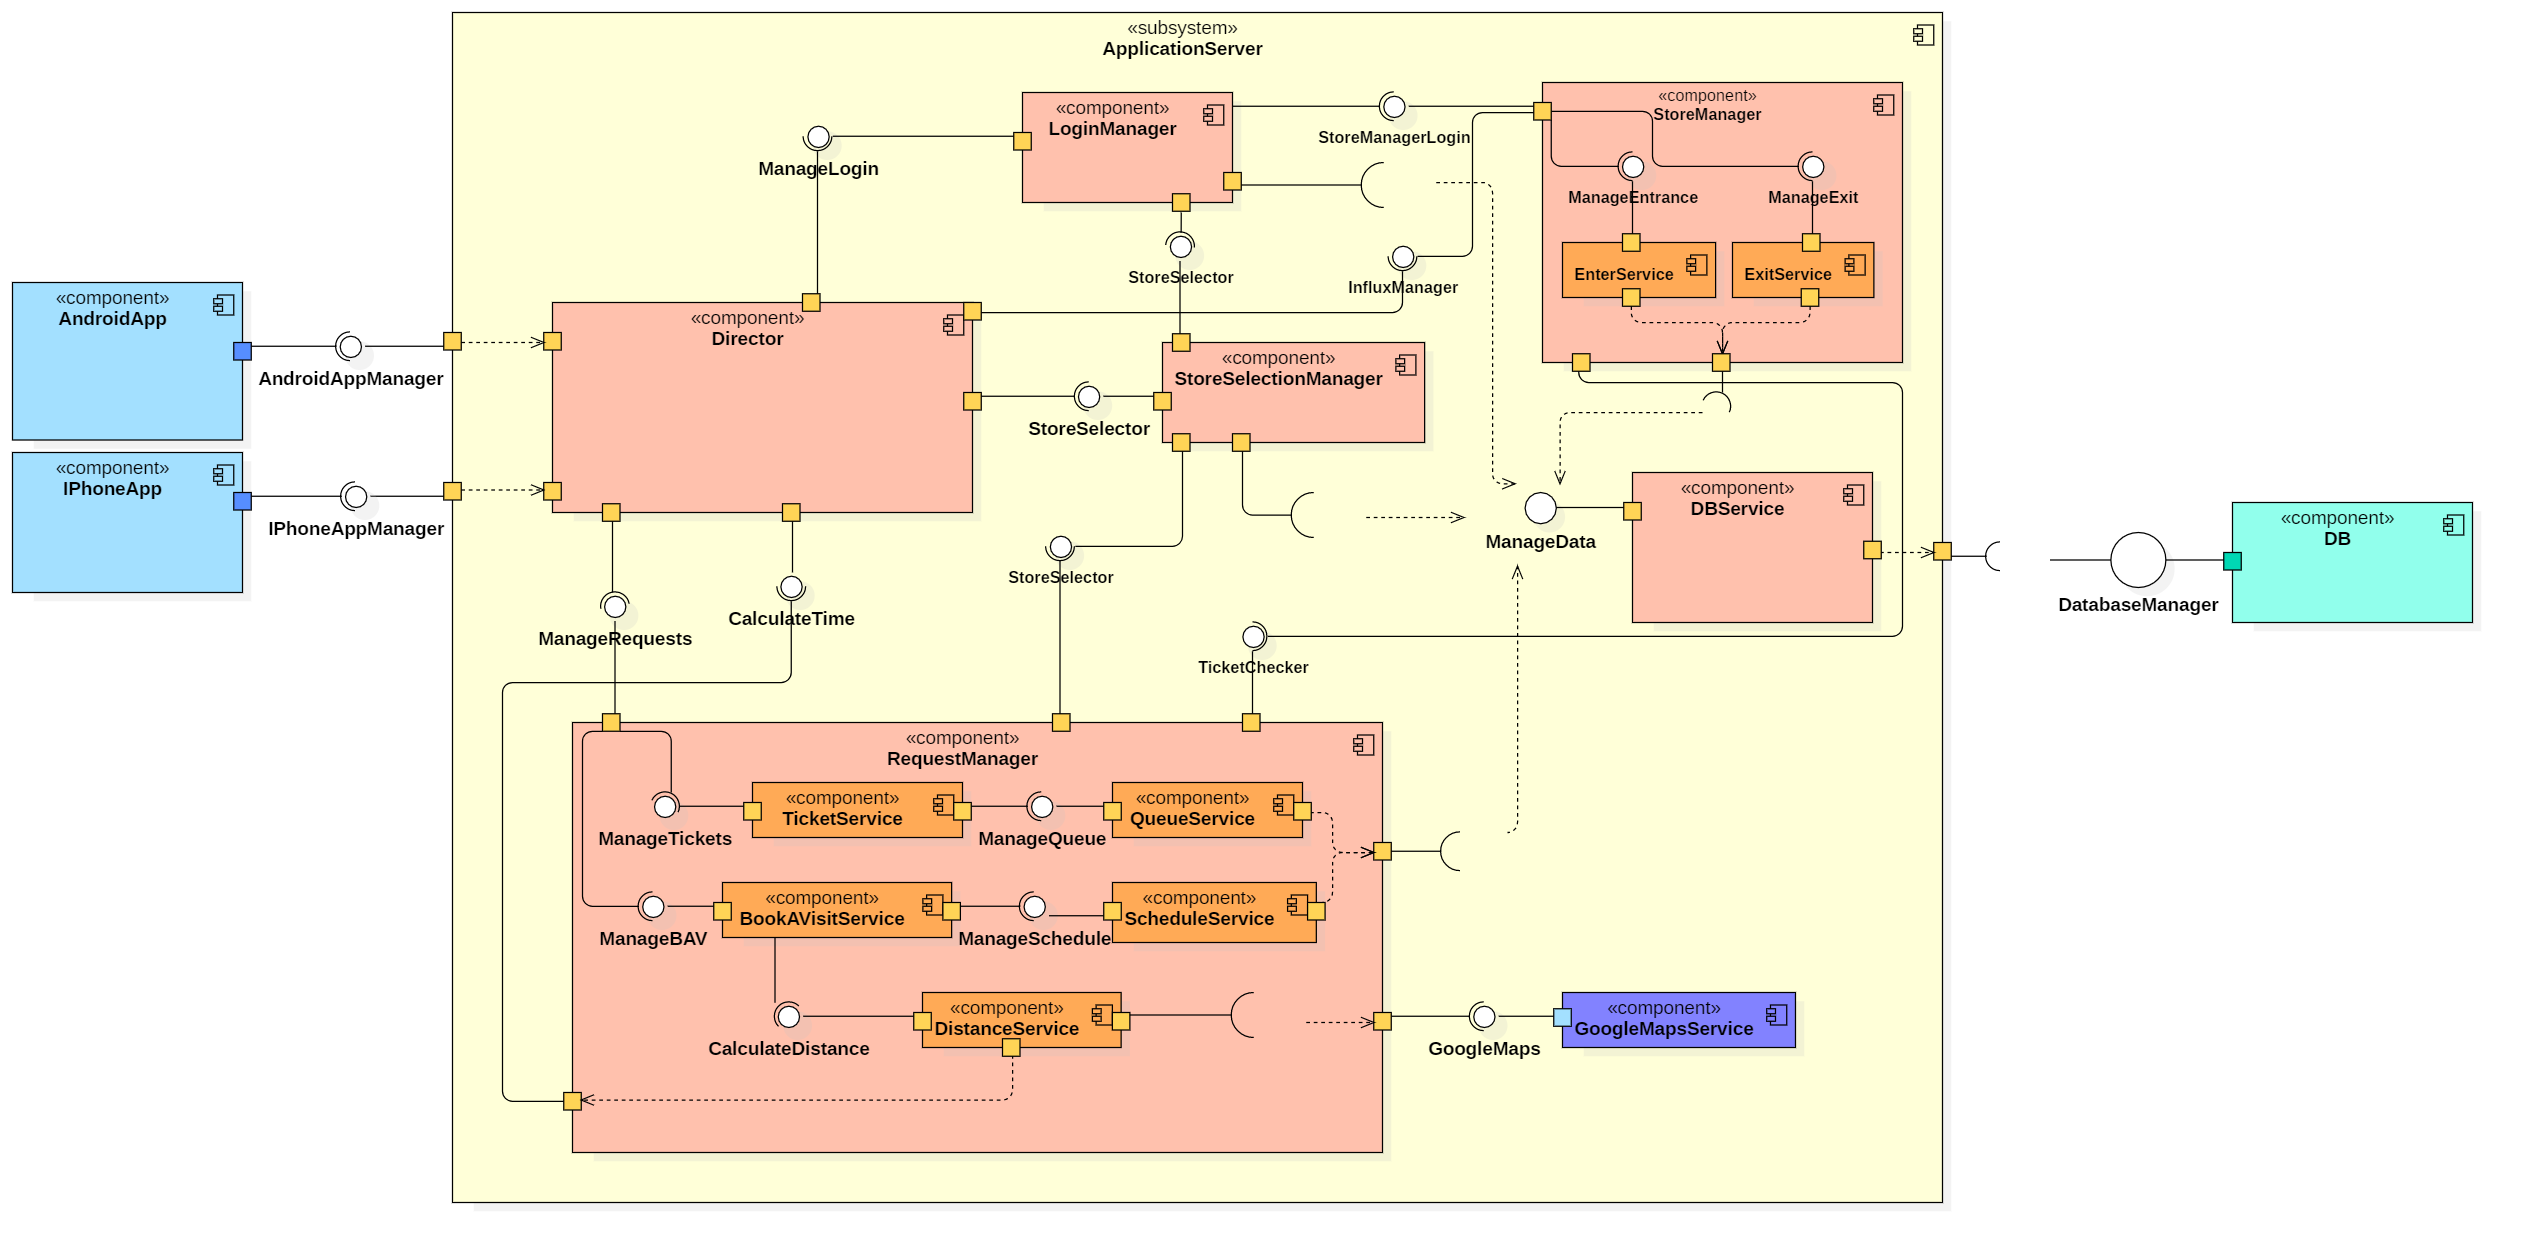 «subsystem»
ApplicationServer
«component»
LoginManager
StoreManagerLogin
«component»
StoreManager
ManageLogin
ManageEntrance
ManageExit
StoreSelector
InfluxManager
EnterService
ExitService
«component»
AndroidApp
AndroidAppManager
«component»
Director
«component»
StoreSelectionManager
StoreSelector
«component»
IPhoneApp
IPhoneAppManager
«component»
DBService
ManageData
«component»
DB
DatabaseManager
StoreSelector
CalculateTime
ManageRequests
TicketChecker
«component»
RequestManager
«component»
TicketService
«component»
QueueService
ManageTickets
ManageQueue
«component»
BookAVisitService
«component»
ScheduleService
ManageBAV
ManageSchedule
«component»
DistanceService
CalculateDistance
«component»
GoogleMapsService
GoogleMaps